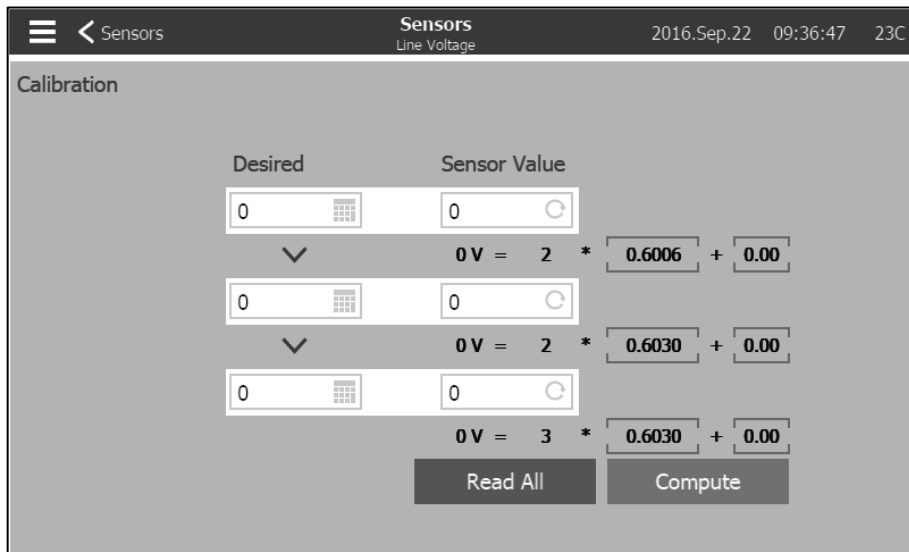 Sensors Sensors 2016.Sep.22 09:36:47 23C
Line Voltage
Calibration
Desired Sensor Value
0 0
0 V = 2 * 0.6006 + 0.00
0 0
0 V = 2 * 0.6030 + 0.00
0 0
0 V = 3 * 0.6030 + 0.00
Read All Compute